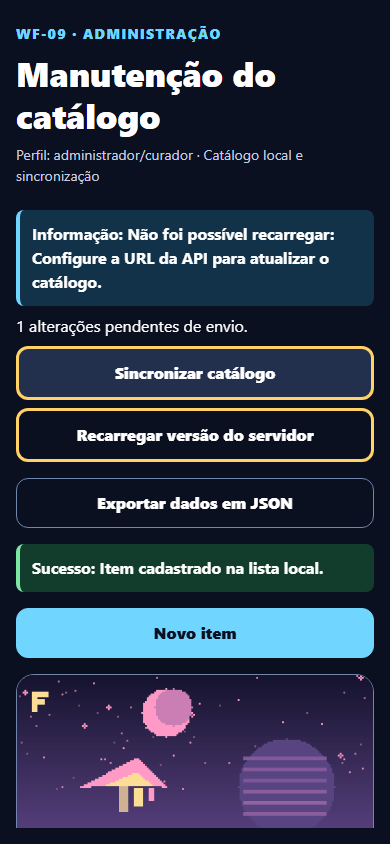 WF-09 · ADMINISTRAÇÃO
Manutenção do
catálogo
Perfil: administrador/curador · Catálogo local e
sincronização
Informação: Não foi possível recarregar:
Configure a URL da API para atualizar o
catálogo.
1 alterações pendentes de envio.
Sincronizar catálogo
Recarregar versão do servidor
Exportar dados em JSON
Sucesso: Item cadastrado na lista local.
Novo item
F